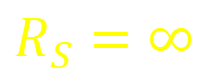 R_S = ∞